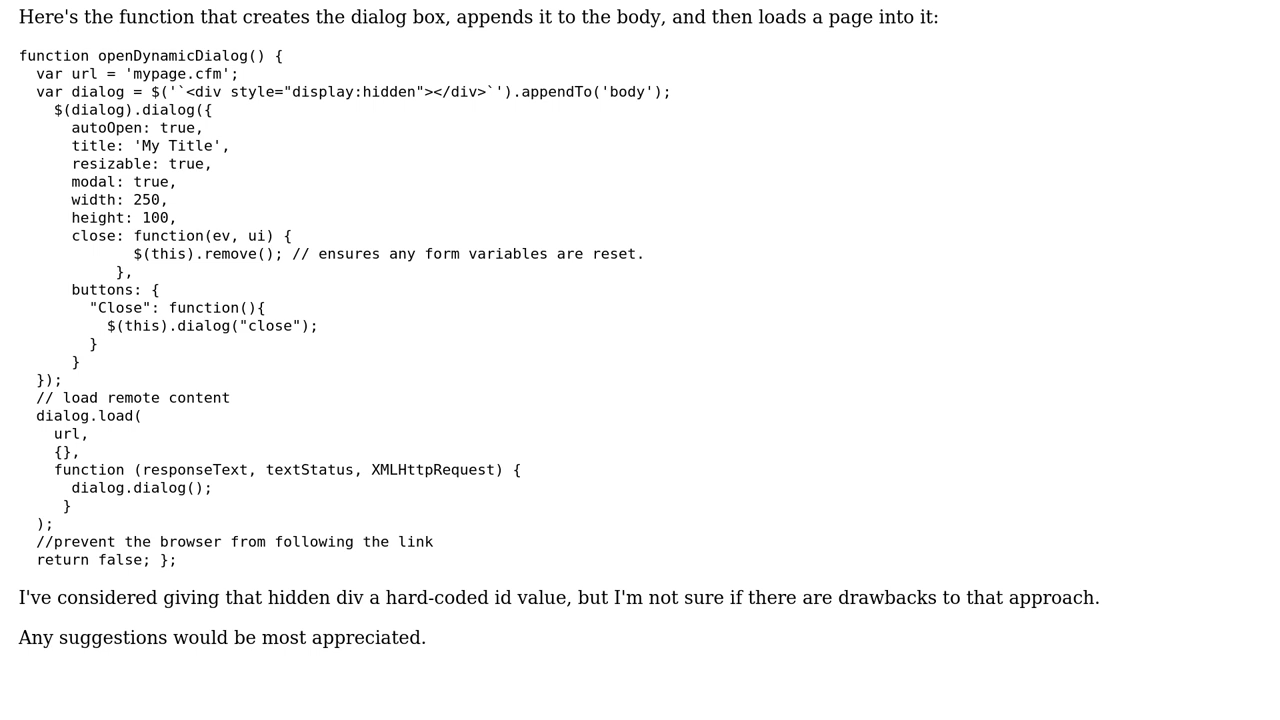 Here's the function that creates the dialog box, appends it to the body, and then loads a page into it:
function openDynamicDialog() {
  var url = 'mypage.cfm';
  var dialog = $('`<div style="display:hidden"></div>`').appendTo('body');
    $(dialog).dialog({
      autoOpen: true,
      title: 'My Title',
      resizable: true,
      modal: true,
      width: 250,
      height: 100,
      close: function(ev, ui) {
             $(this).remove(); // ensures any form variables are reset.
           },
      buttons: {
        "Close": function(){
          $(this).dialog("close");
        }
      }
  });
  // load remote content
  dialog.load(
    url,
    {},
    function (responseText, textStatus, XMLHttpRequest) {
      dialog.dialog();
     }
  );
  //prevent the browser from following the link
  return false; };
I've considered giving that hidden div a hard-coded id value, but I'm not sure if there are drawbacks to that approach.
Any suggestions would be most appreciated.